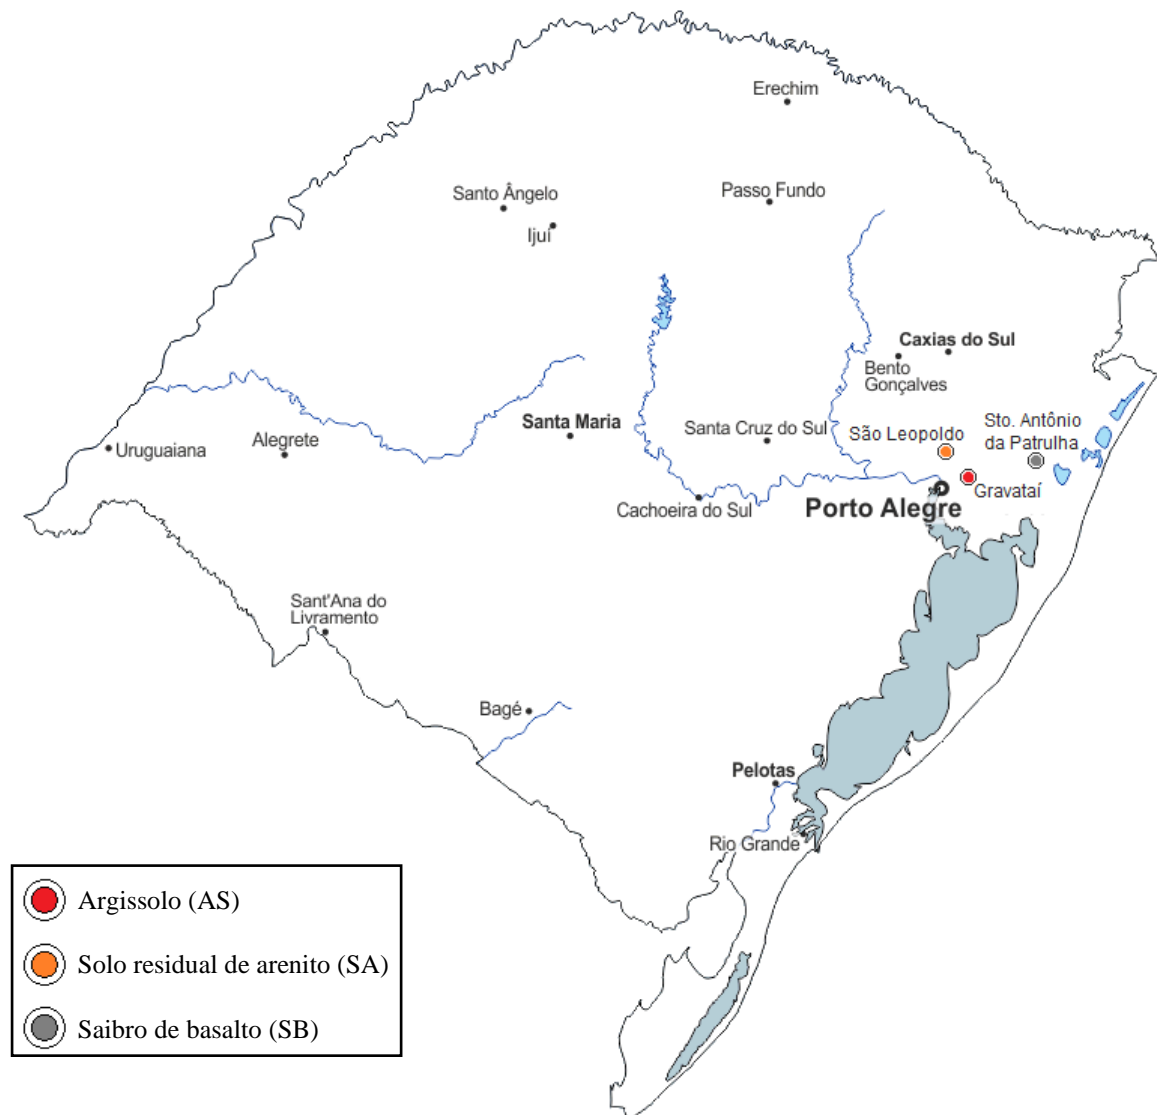 Erechim
Santo Ângelo
Passo Fundo
Ijuí
Caxias do Sul
Bento
Gonçalves
Santa Maria
Santa Cruz do Sul
São Leopoldo
Sto. Antônio
da Patrulha
Uruguaiana
Alegrete
Gravataí
Cachoeira do Sul
Porto Alegre
Sant'Ana do
Livramento
Bagé
Pelotas
Rio Grande
Argissolo (AS)
Solo residual de arenito (SA)
Saibro de basalto (SB)